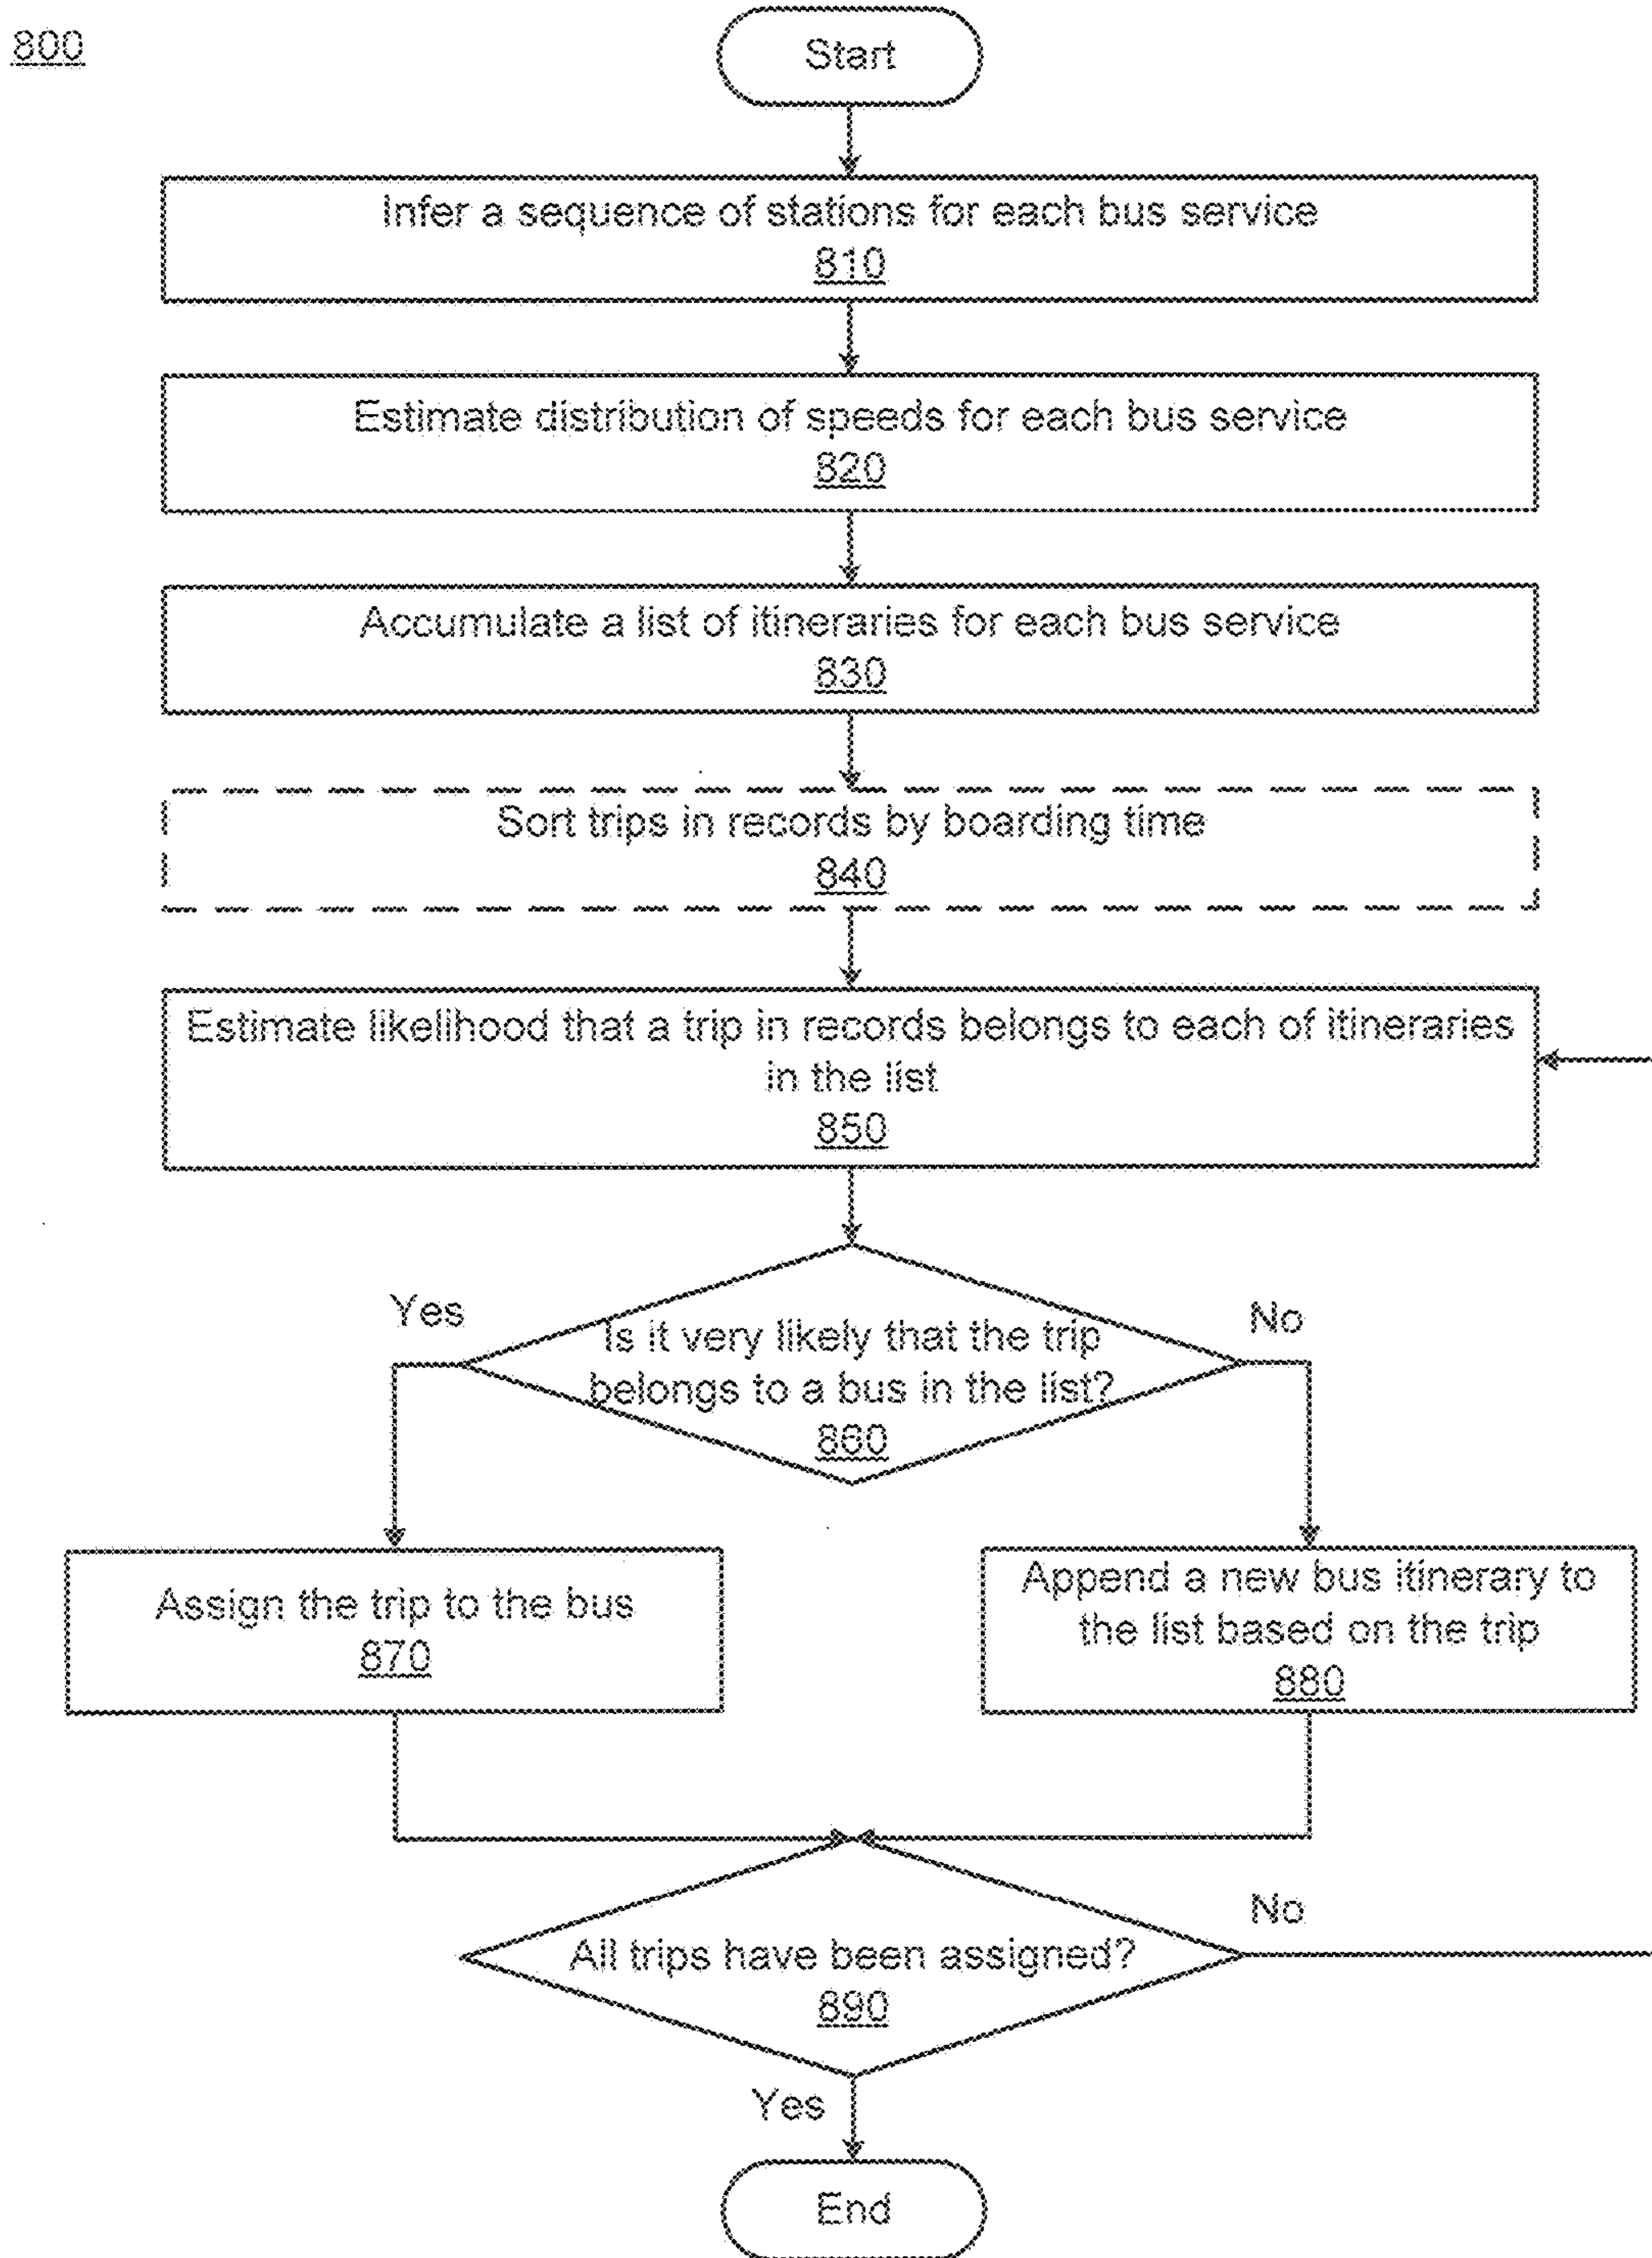 800
Start
Infer a sequence of stations for each bus service
810
Estimate distribution of speeds for each bus service
820
Accumulate a list of itineraries for each bus service
830
Sort trips in records by boarding time
840
Estimate likelihood that a trip in records belongs to each of itineraries
in the list
850
Yes
No
Is it very likely that the trip
belongs to a bus in the list?
860
Assign the trip to the bus
870
Append a new bus itinerary to
the list based on the trip
880
No
All trips have been assigned?
890
Yes
End